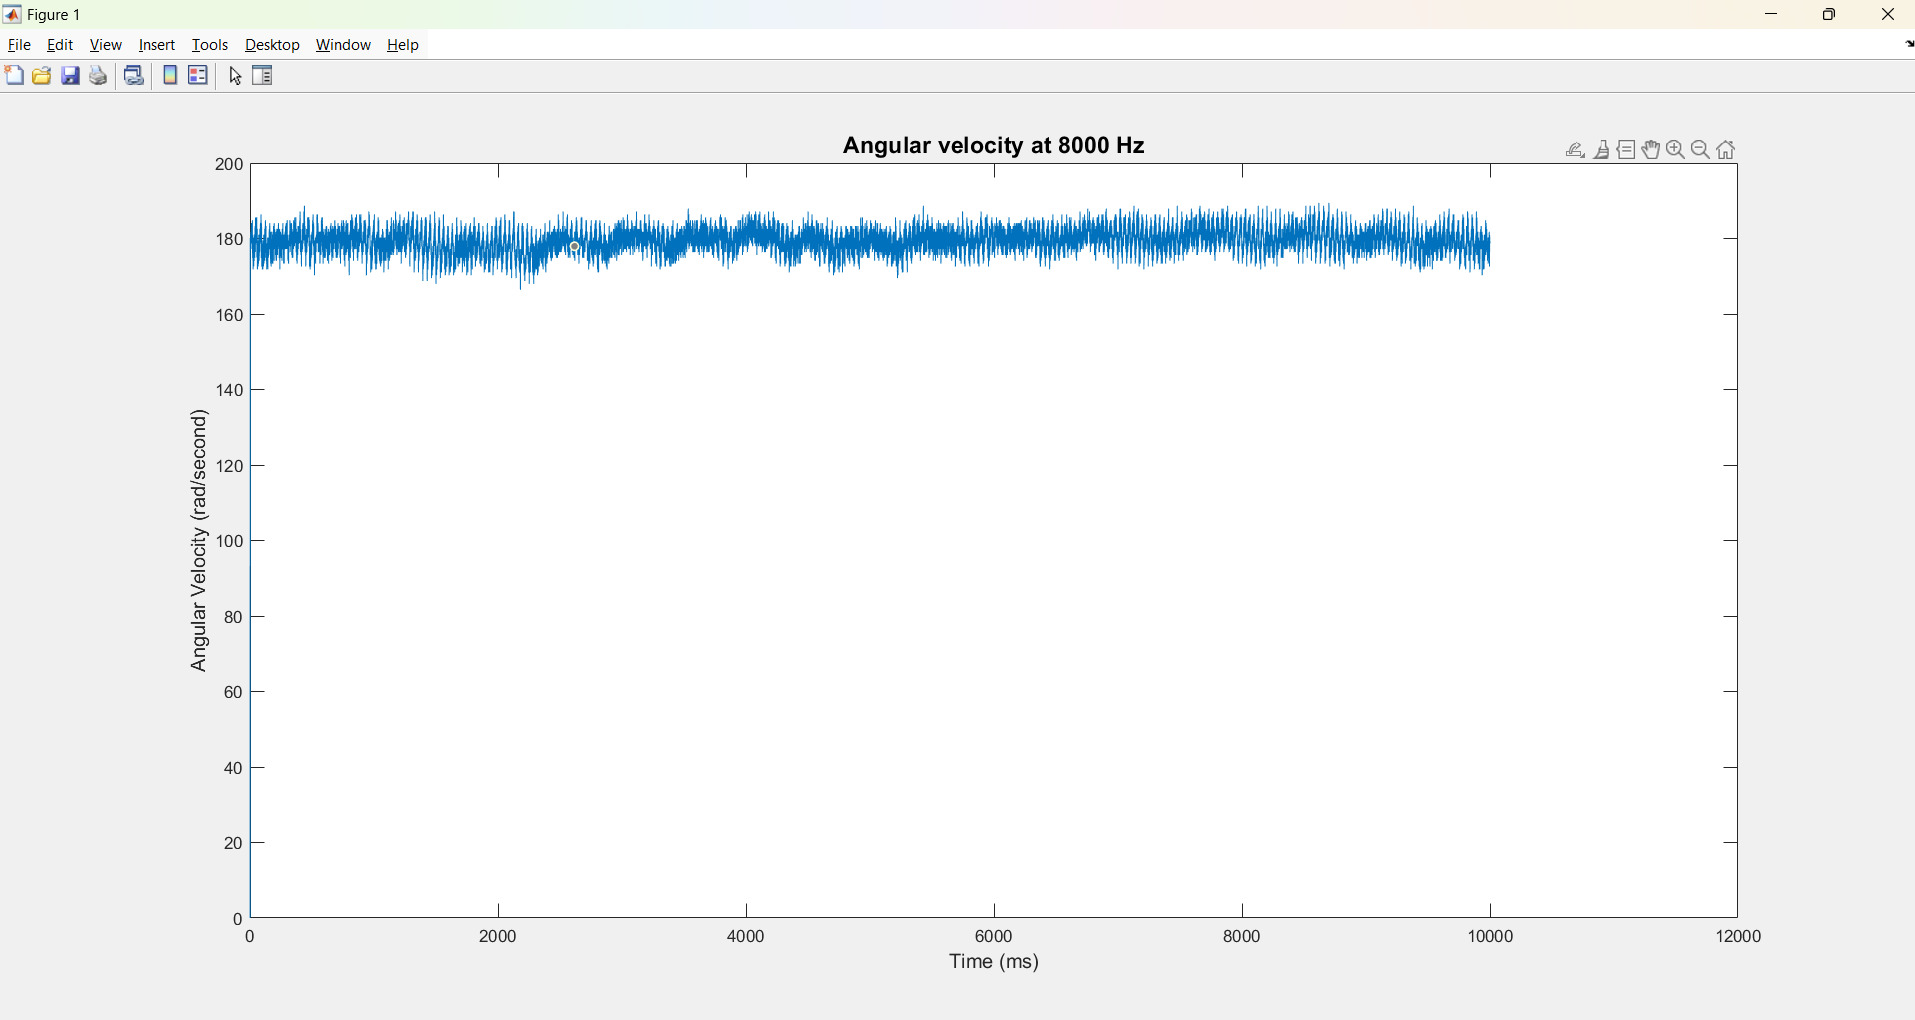 Figure 1
File Edit View Insert Tools Desktop Window Help
Angular velocity at 8000 Hz
200
180
160
140
120
100
80
60
40
20
0
Angular Velocity (rad/second)
0 2000 4000 6000 8000 10000 12000
Time (ms)